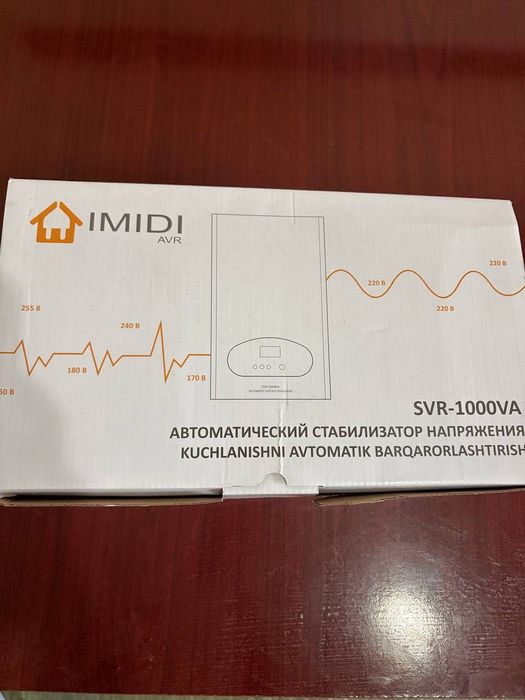 IMIDI
AVR
255 В
240 В
180 В
170 В
220 В
220 В
220 В
SVR-1000VA
АВТОМАТИЧЕСКИЙ СТАБИЛИЗАТОР НАПРЯЖЕНИЯ
KUCHLANISHNI AVTOMATIK BARQARORLASHTIRISH